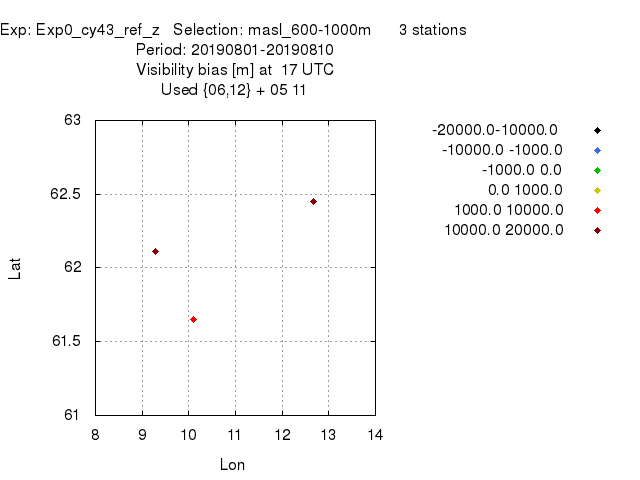 Exp: Exp0_cy43_ref_z   Selection: masl_600-1000m      3 stations
Period: 20190801-20190810
Visibility bias [m] at  17 UTC
Used {06,12} + 05 11
-20000.0-10000.0
-10000.0 -1000.0
-1000.0 0.0
0.0 1000.0
1000.0 10000.0
10000.0 20000.0
63
62.5
62
61.5
61
Lat
8 9 10 11 12 13 14
Lon